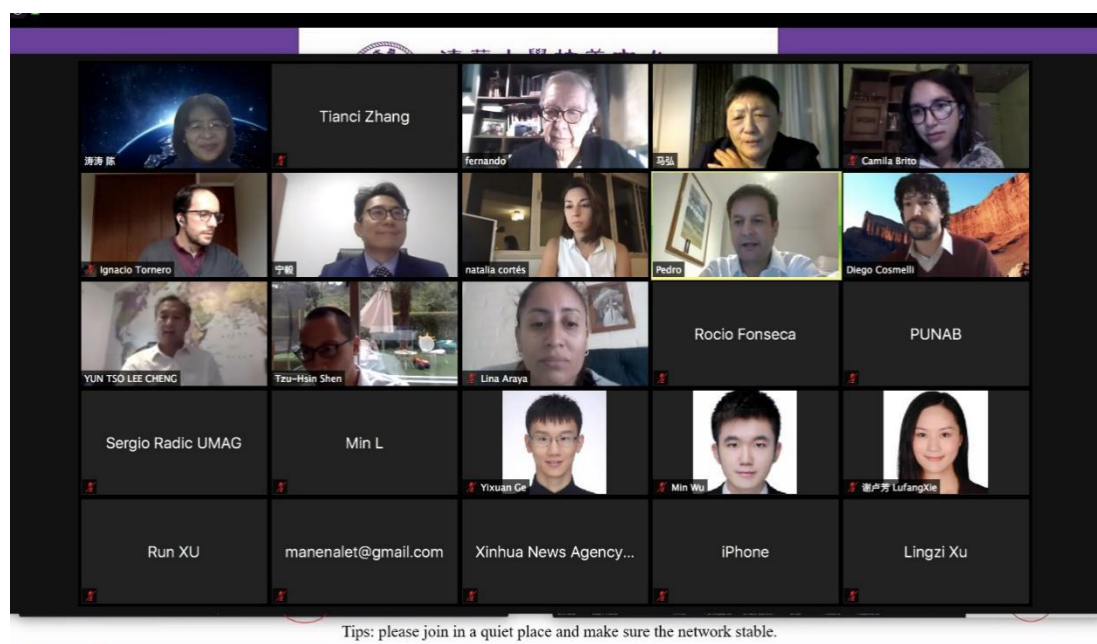 涛涛 陈
Tianci Zhang
fernando
马弘
Camila Brito
Ignacio Tornero
宁毅
natalia cortés
Pedro
Diego Cosmelli
YUN TSO LEE CHENG
Tzu-Hsin Shen
Lina Araya
Rocio Fonseca
PUNAB
Sergio Radic UMAG
Min L
Yixuan Ge
Min Wu
谢卢芳 LufangXie
Run XU
manenalet@gmail.com
Xinhua News Agency...
iPhone
Lingzi Xu
Tips: please join in a quiet place and make sure the network stable.